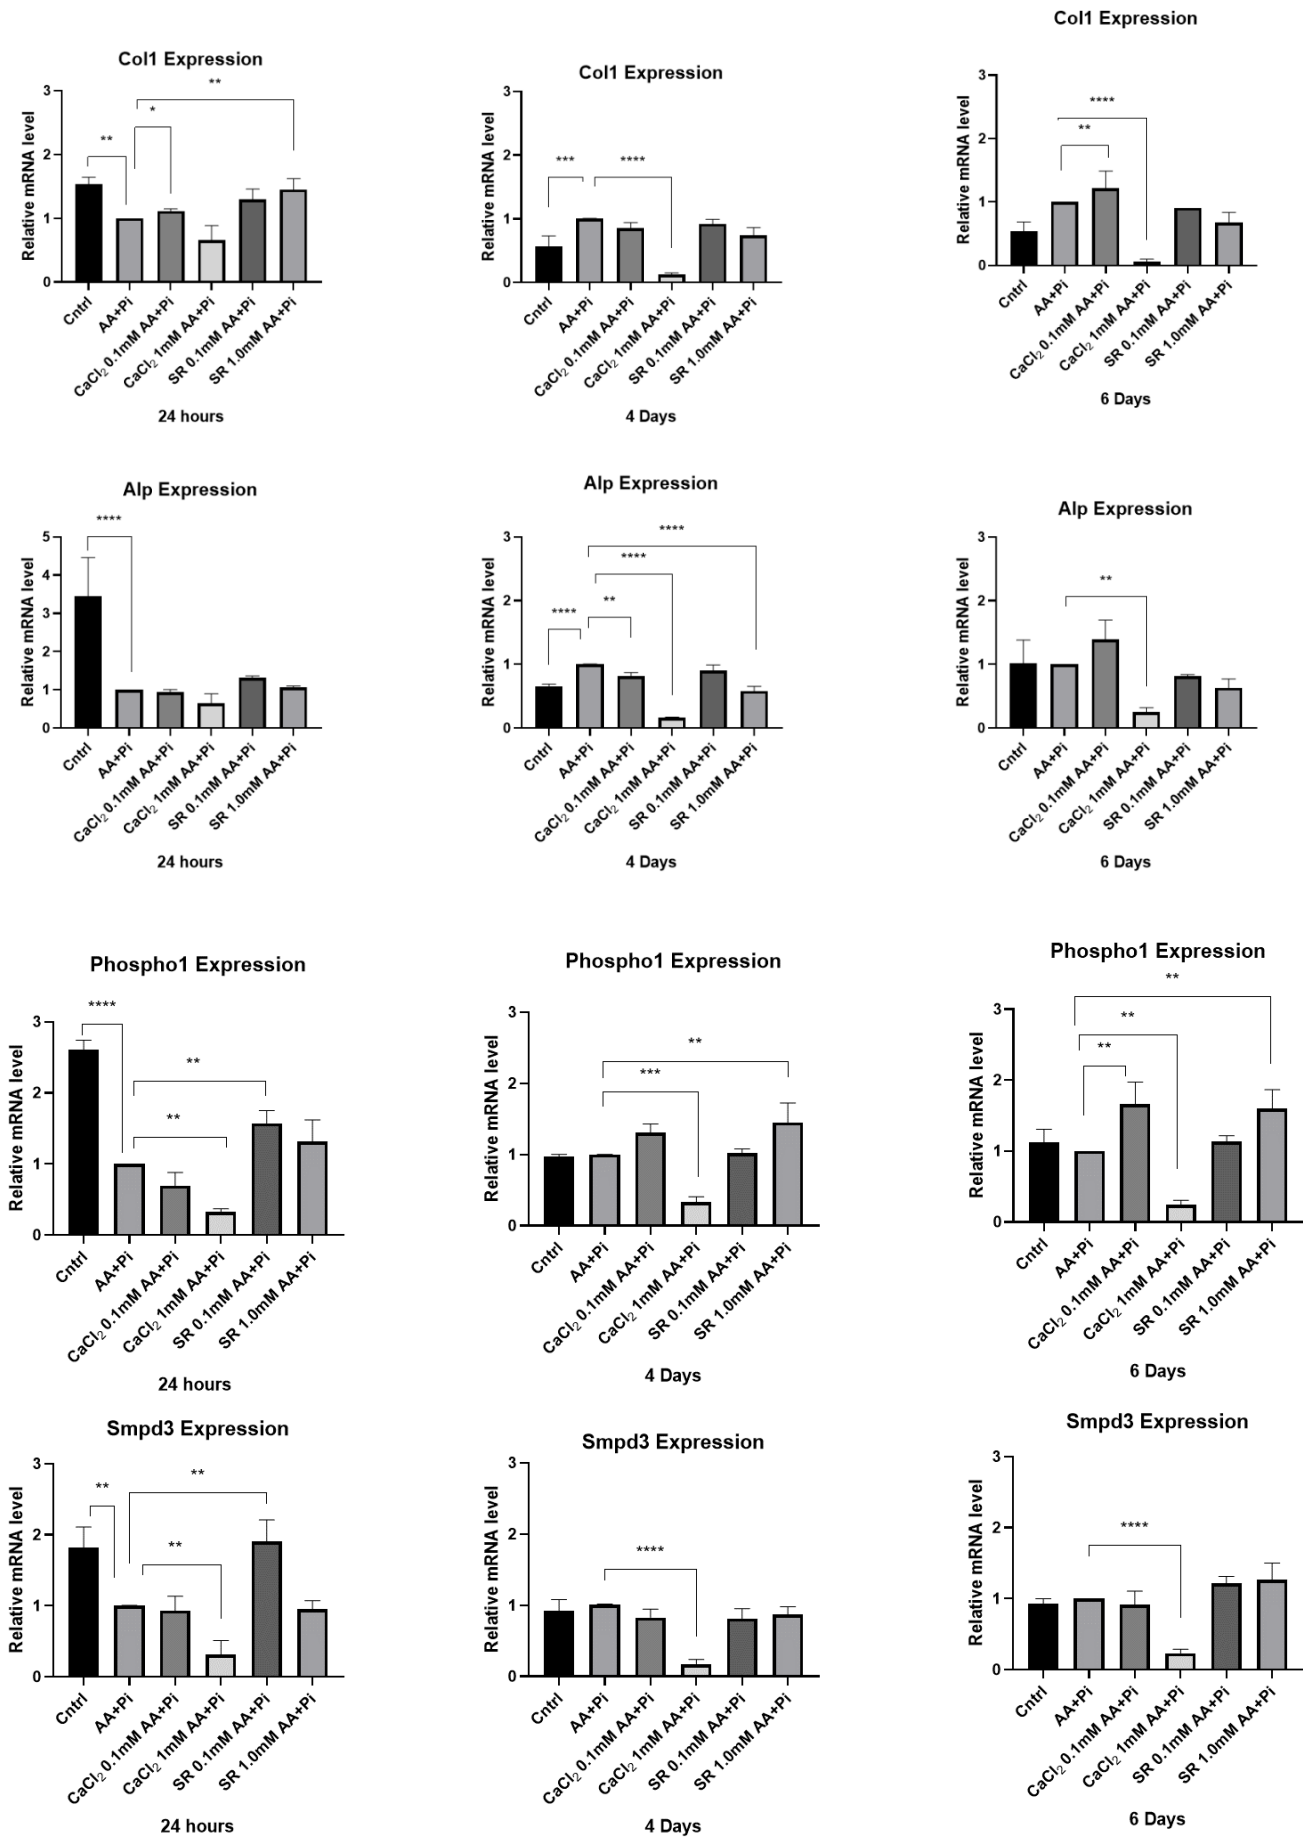 Col1 Expression
Relative mRNA level
3
2
1
0
**
*
**
Cntrl
AA+Pi
CaCl₂ 0.1mM AA+Pi
CaCl₂ 1mM AA+Pi
SR 0.1mM AA+Pi
SR 1.0mM AA+Pi
24 hours
Col1 Expression
Relative mRNA level
3
2
1
0
***
****
Cntrl
AA+Pi
CaCl₂ 0.1mM AA+Pi
CaCl₂ 1mM AA+Pi
SR 0.1mM AA+Pi
SR 1.0mM AA+Pi
4 Days
Col1 Expression
Relative mRNA level
3
2
1
0
****
**
Cntrl
AA+Pi
CaCl₂ 0.1mM AA+Pi
CaCl₂ 1mM AA+Pi
SR 0.1mM AA+Pi
SR 1.0mM AA+Pi
6 Days
Alp Expression
Relative mRNA level
5
4
3
2
1
0
****
Cntrl
AA+Pi
CaCl₂ 0.1mM AA+Pi
CaCl₂ 1mM AA+Pi
SR 0.1mM AA+Pi
SR 1.0mM AA+Pi
24 hours
Alp Expression
Relative mRNA level
3
2
1
0
****
****
**
****
Cntrl
AA+Pi
CaCl₂ 0.1mM AA+Pi
CaCl₂ 1mM AA+Pi
SR 0.1mM AA+Pi
SR 1.0mM AA+Pi
4 Days
Alp Expression
Relative mRNA level
3
2
1
0
**
Cntrl
AA+Pi
CaCl₂ 0.1mM AA+Pi
CaCl₂ 1mM AA+Pi
SR 0.1mM AA+Pi
SR 1.0mM AA+Pi
6 Days
Phospho1 Expression
Relative mRNA level
3
2
1
0
****
**
**
Cntrl
AA+Pi
CaCl₂ 0.1mM AA+Pi
CaCl₂ 1mM AA+Pi
SR 0.1mM AA+Pi
SR 1.0mM AA+Pi
24 hours
Phospho1 Expression
Relative mRNA level
3
2
1
0
**
***
Cntrl
AA+Pi
CaCl₂ 0.1mM AA+Pi
CaCl₂ 1mM AA+Pi
SR 0.1mM AA+Pi
SR 1.0mM AA+Pi
4 Days
Phospho1 Expression
Relative mRNA level
3
2
1
0
**
**
**
Cntrl
AA+Pi
CaCl₂ 0.1mM AA+Pi
CaCl₂ 1mM AA+Pi
SR 0.1mM AA+Pi
SR 1.0mM AA+Pi
6 Days
Smpd3 Expression
Relative mRNA level
3
2
1
0
**
**
**
Cntrl
AA+Pi
CaCl₂ 0.1mM AA+Pi
CaCl₂ 1mM AA+Pi
SR 0.1mM AA+Pi
SR 1.0mM AA+Pi
24 hours
Smpd3 Expression
Relative mRNA level
3
2
1
0
****
Cntrl
AA+Pi
CaCl₂ 0.1mM AA+Pi
CaCl₂ 1mM AA+Pi
SR 0.1mM AA+Pi
SR 1.0mM AA+Pi
4 Days
Smpd3 Expression
Relative mRNA level
3
2
1
0
****
Cntrl
AA+Pi
CaCl₂ 0.1mM AA+Pi
CaCl₂ 1mM AA+Pi
SR 0.1mM AA+Pi
SR 1.0mM AA+Pi
6 Days